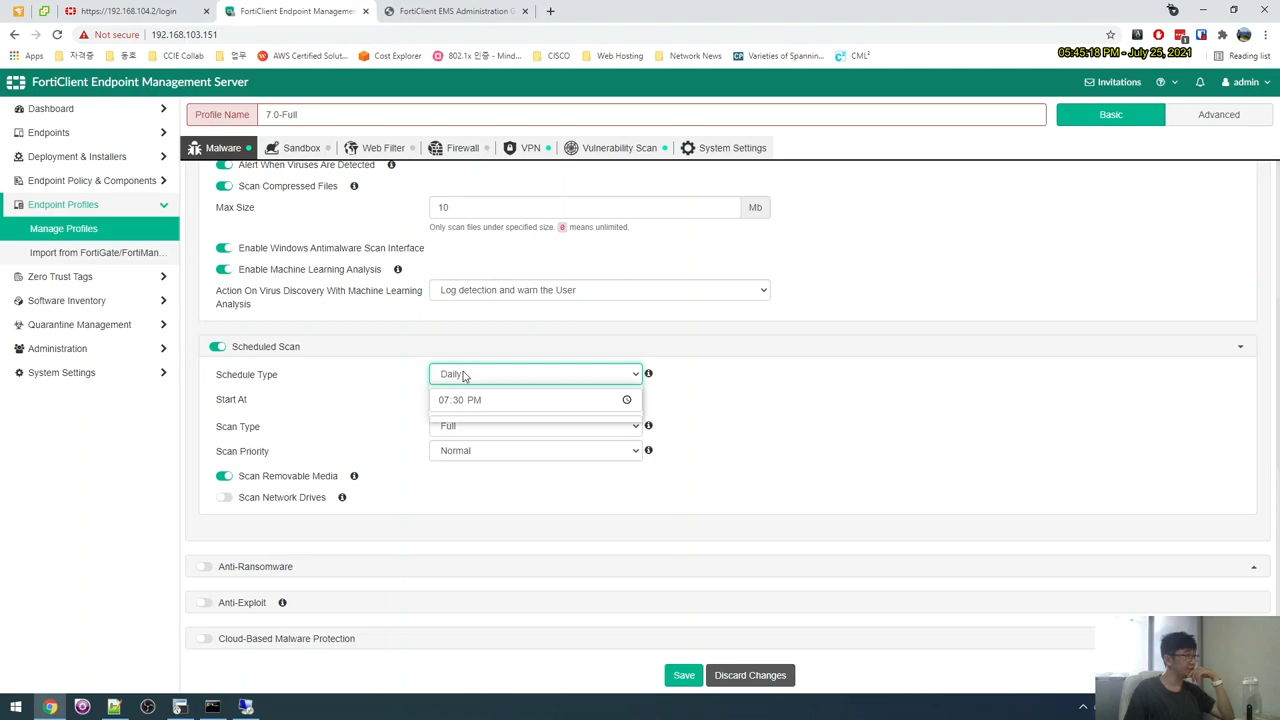 https://192.168.104.2/login
FortiClient Endpoint Manageme
FortiClient EMS Administration G
Not secure
192.168.103.151
Apps
자격증
동호
CCIE Collab
업무
AWS Certified Solut...
Cost Explorer
802.1x 인증 - Mind...
CISCO
Web Hosting
Network News
Varieties of Spannin...
CML²
Reading list
05:45:18 PM - July 25, 2021
FortiClient Endpoint Management Server
Invitations
admin
Dashboard
Endpoints
Deployment & Installers
Endpoint Policy & Components
Endpoint Profiles
Manage Profiles
Import from FortiGate/FortiMan...
Zero Trust Tags
Software Inventory
Quarantine Management
Administration
System Settings
Profile Name
7.0-Full
Basic
Advanced
Malware
Sandbox
Web Filter
Firewall
VPN
Vulnerability Scan
System Settings
Alert When Viruses Are Detected
Scan Compressed Files
Max Size
10
Mb
Only scan files under specified size. 0 means unlimited.
Enable Windows Antimalware Scan Interface
Enable Machine Learning Analysis
Action On Virus Discovery With Machine Learning
Analysis
Log detection and warn the User
Scheduled Scan
Schedule Type
Daily
Start At
07:30 PM
Scan Type
Full
Scan Priority
Normal
Scan Removable Media
Scan Network Drives
Anti-Ransomware
Anti-Exploit
Cloud-Based Malware Protection
Save
Discard Changes